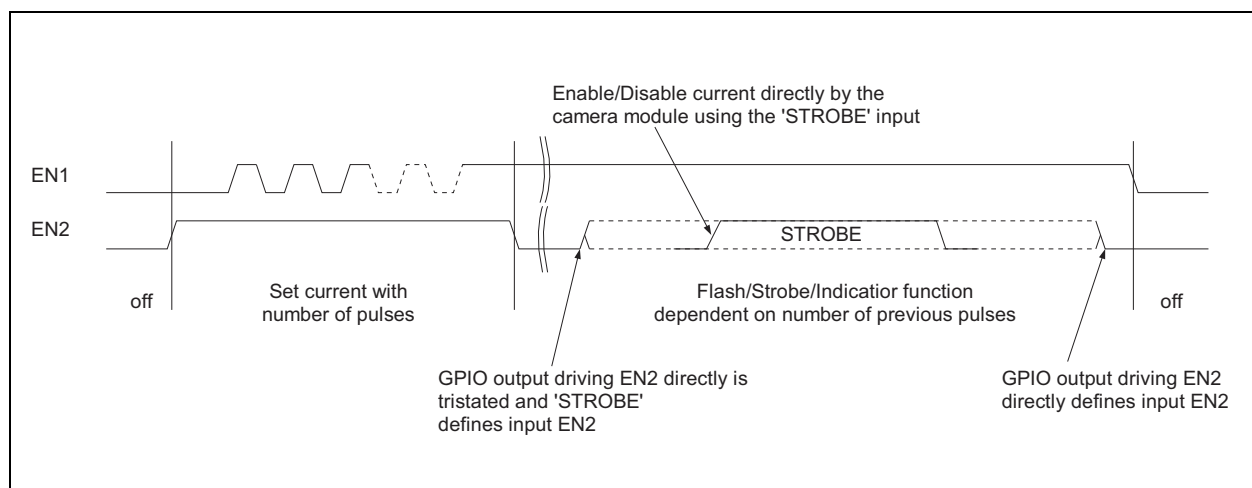 Enable/Disable current directly by the
camera module using the 'STROBE' input
EN1
EN2
STROBE
off
Set current with
number of pulses
Flash/Strobe/Indicatior function
dependent on number of previous pulses
off
GPIO output driving EN2 directly is
tristated and 'STROBE'
defines input EN2
GPIO output driving EN2
directly defines input EN2